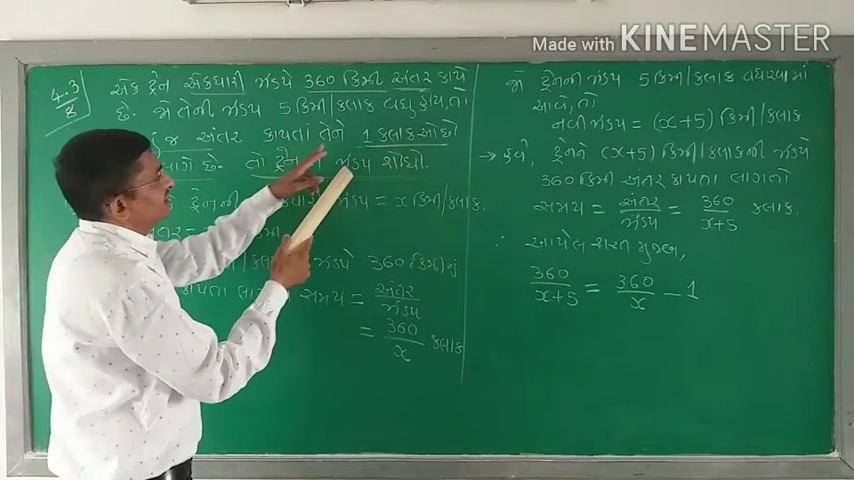 Made with KINEMASTER
4.3
8
એક ટ્રેન એકધારી ઝડપે 360 કિમી અંતર કાપે
છે. જો તેની ઝડપ 5 કિમી/કલાક વધુ હોય, તો
જ અંતર કાપતાં તેને 1 કલાક ઓછો
લાગે છે. તો ટ્રેન ઝડપ શોધો.
ટ્રેનની ઝડપ = x કિમી/કલાક.
અંતર =
ઝડપે 360 કિમીનું
કાપતા સમય = અંતર/ઝડપ
= 360/x કલાક
જો ટ્રેનની ઝડપ 5 કિમી/કલાક વધારવામાં
આવે, તો
નવી ઝડપ = (x+5) કિમી/કલાક
→ હવે, ટ્રેનને (x+5) કિમી/કલાકની ઝડપે
360 કિમી અંતર કાપતા લાગતો
સમય = અંતર/ઝડપ = 360/x+5 કલાક.
∴ આપેલ શરત મુજબ,
360/x+5 = 360/x - 1